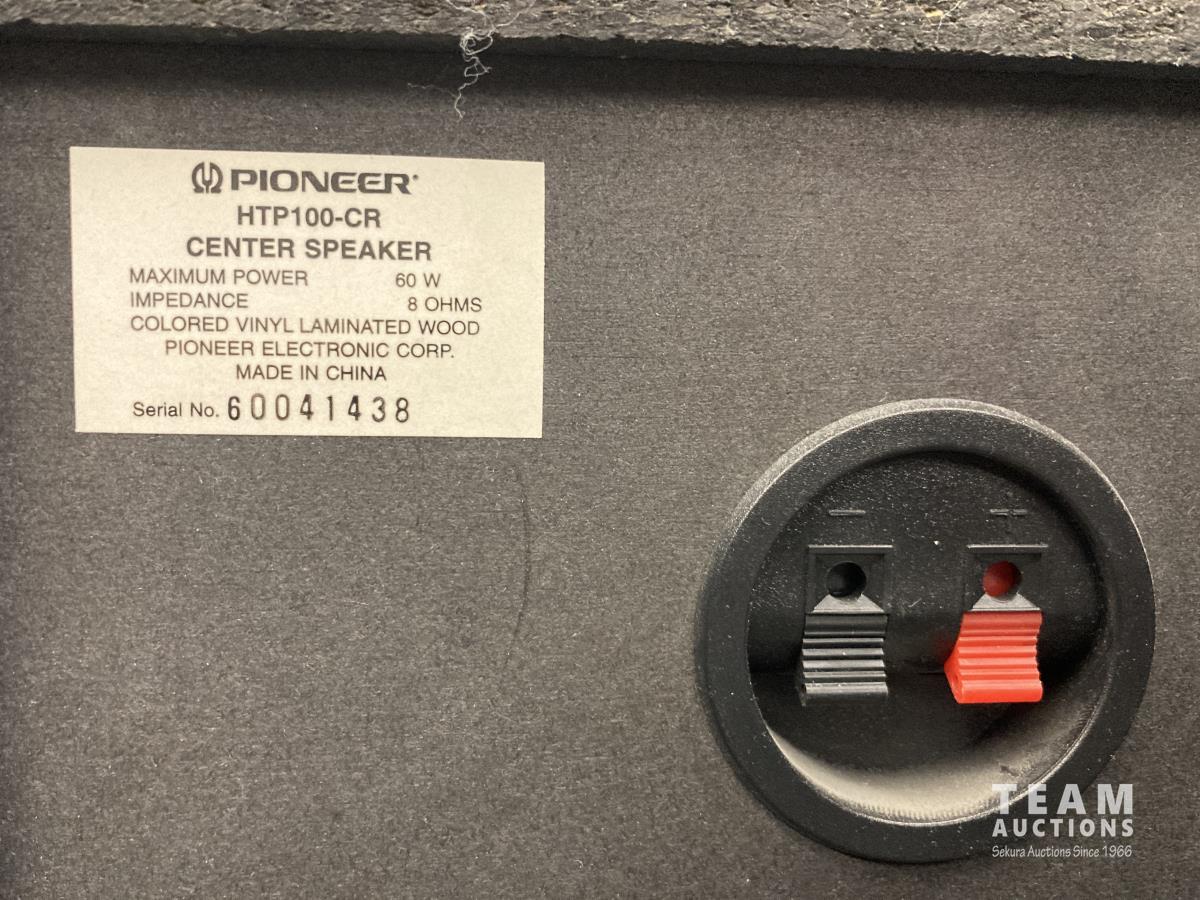 PIONEER
HTP100-CR
CENTER SPEAKER
MAXIMUM POWER 60 W
IMPEDANCE 8 OHMS
COLORED VINYL LAMINATED WOOD
PIONEER ELECTRONIC CORP.
MADE IN CHINA
Serial No. 60041438
− +
TEAM
AUCTIONS
Sekura Auctions Since 1966